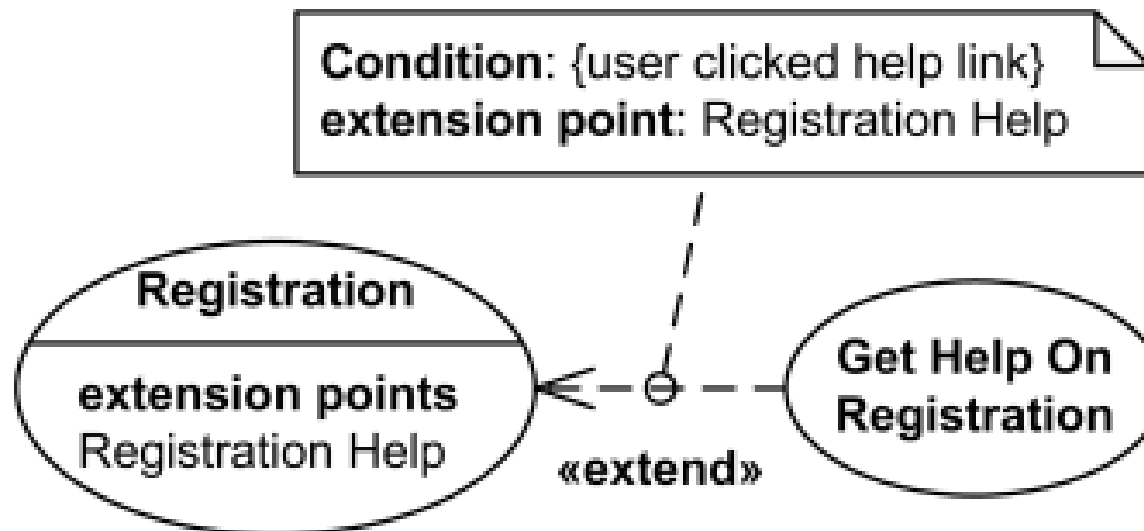 Condition: {user clicked help link}
extension point: Registration Help
Registration
extension points
Registration Help
«extend»
Get Help On
Registration